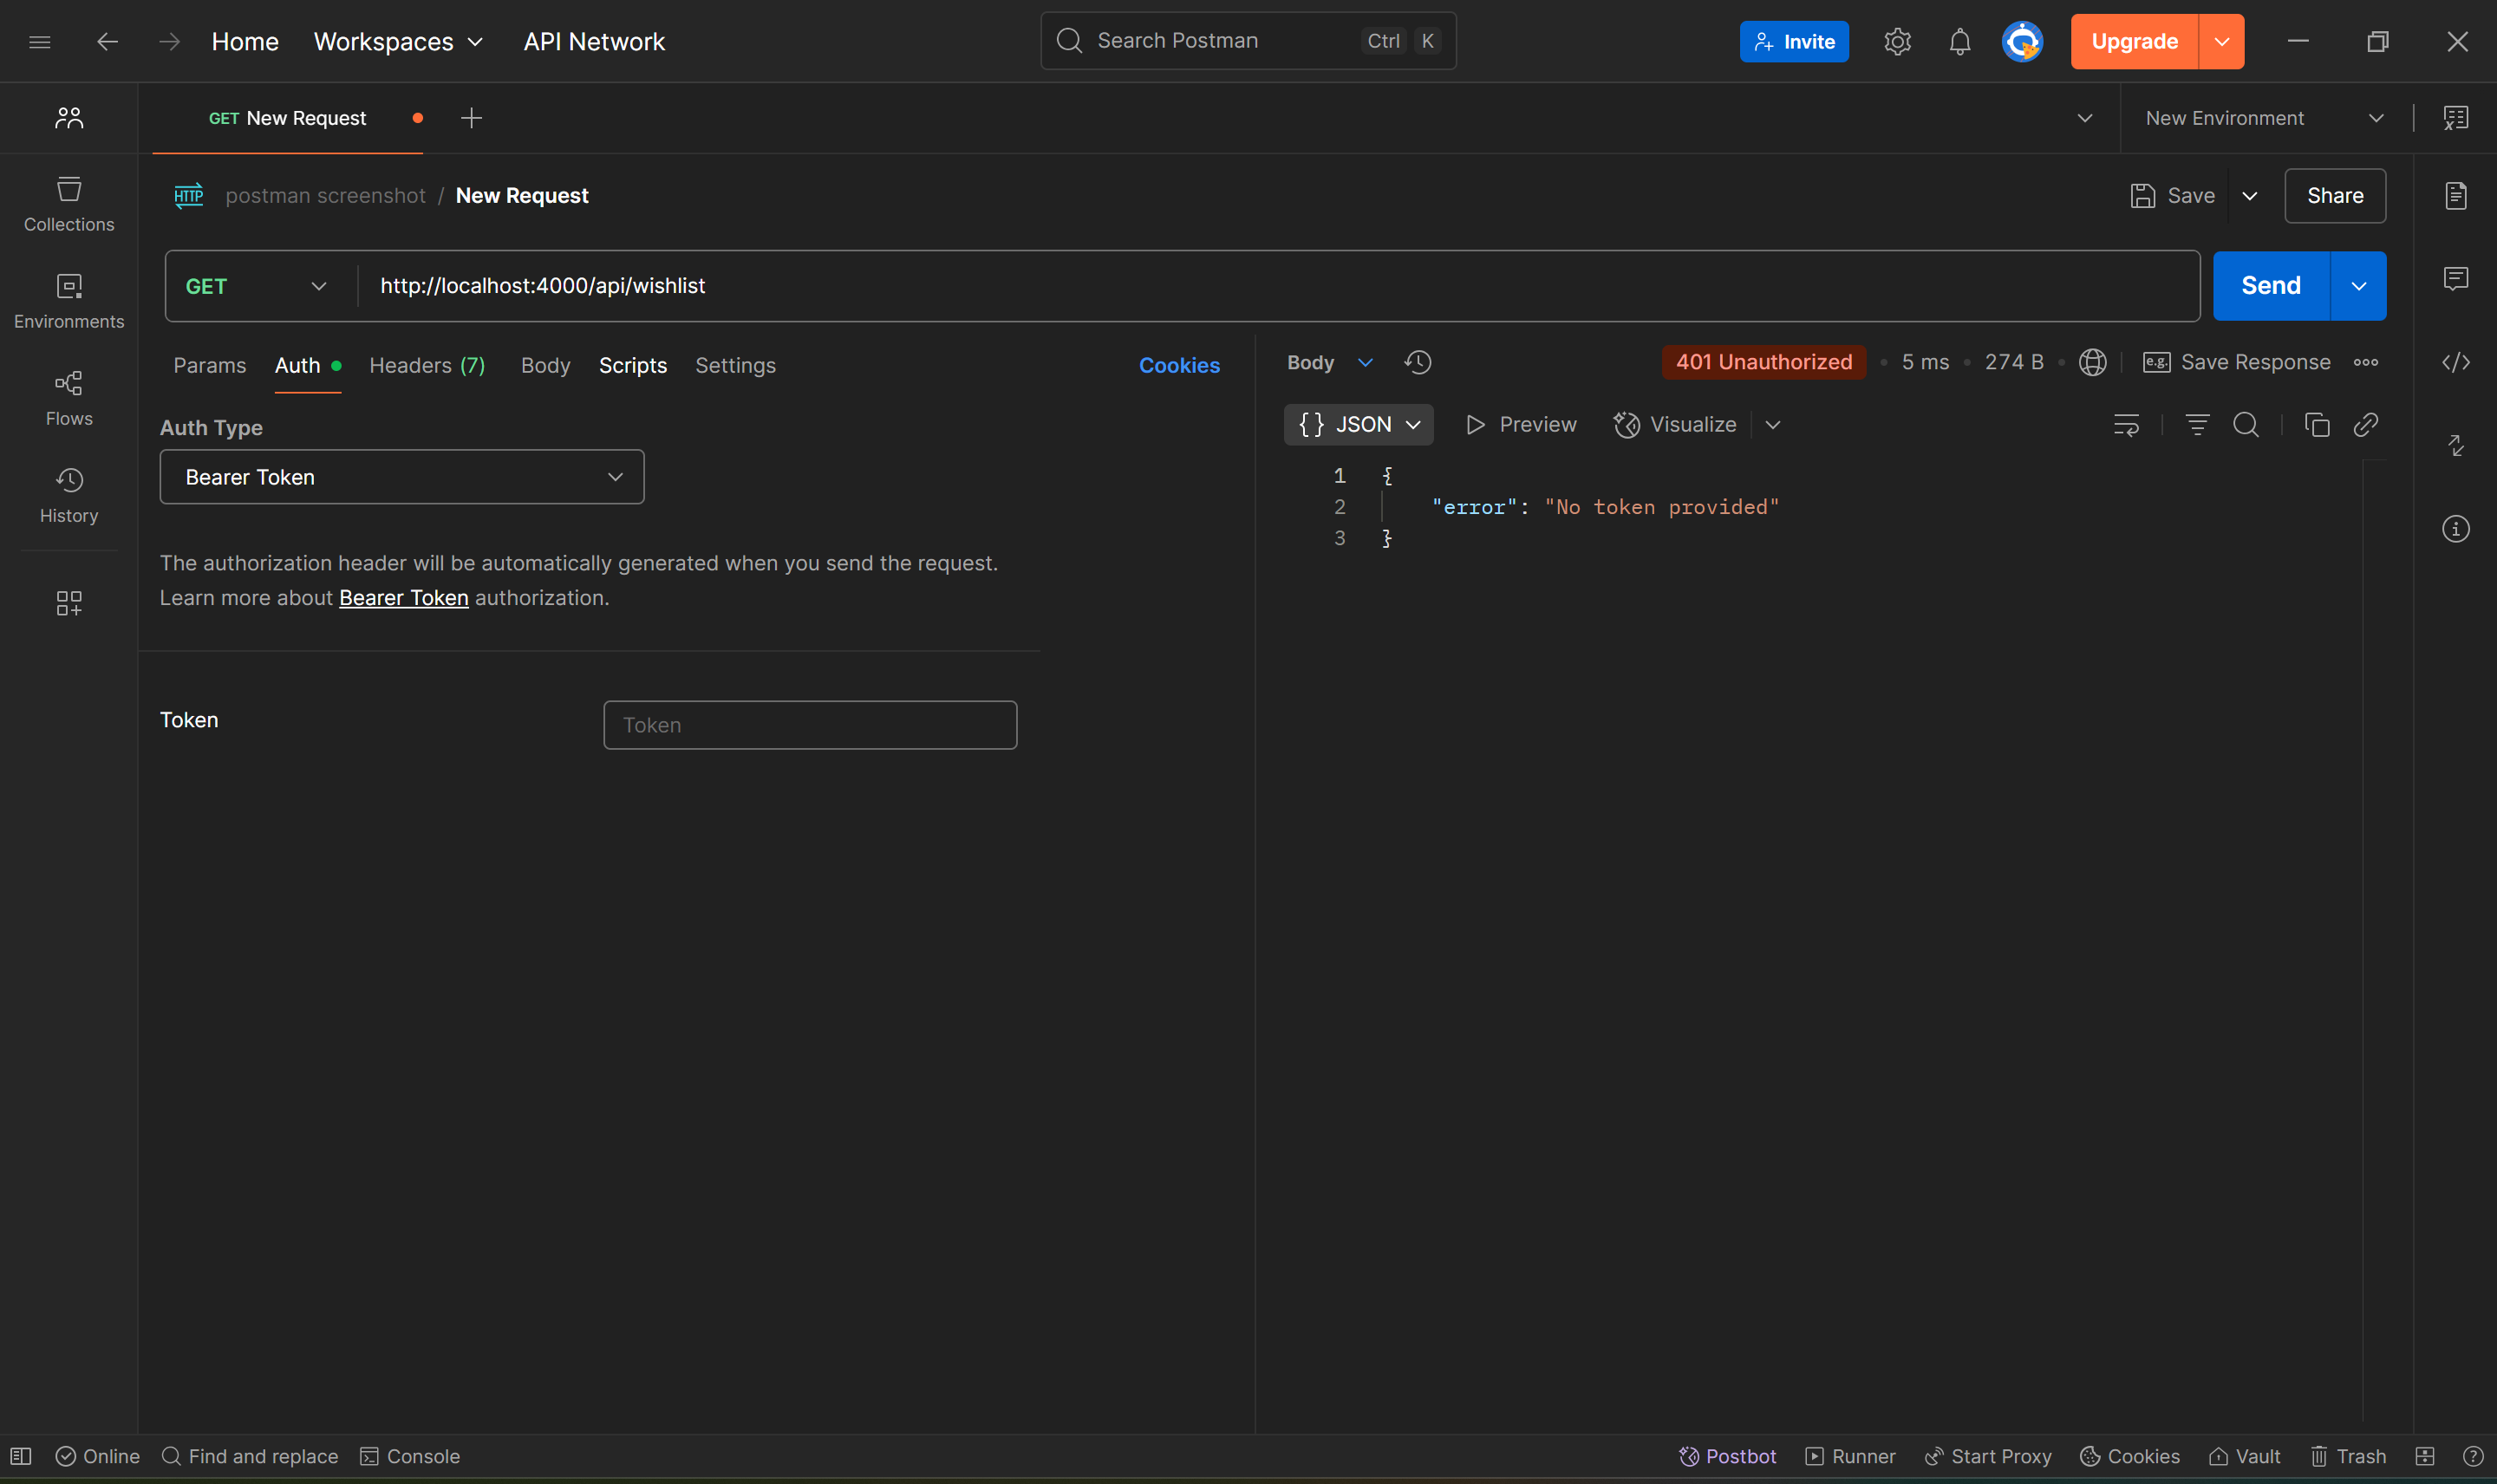 Home Workspaces API Network Search Postman Ctrl K Invite Upgrade
GET New Request New Environment
HTTP postman screenshot / New Request Save Share
GET http://localhost:4000/api/wishlist Send
Params Auth Headers (7) Body Scripts Settings Cookies
Body 401 Unauthorized 5 ms 274 B e.g. Save Response
{} JSON Preview Visualize
Collections
Environments
Flows
History
Auth Type
Bearer Token
The authorization header will be automatically generated when you send the request.
Learn more about Bearer Token authorization.
Token Token
1 {
2 "error": "No token provided"
3 }
Online Find and replace Console Postbot Runner Start Proxy Cookies Vault Trash